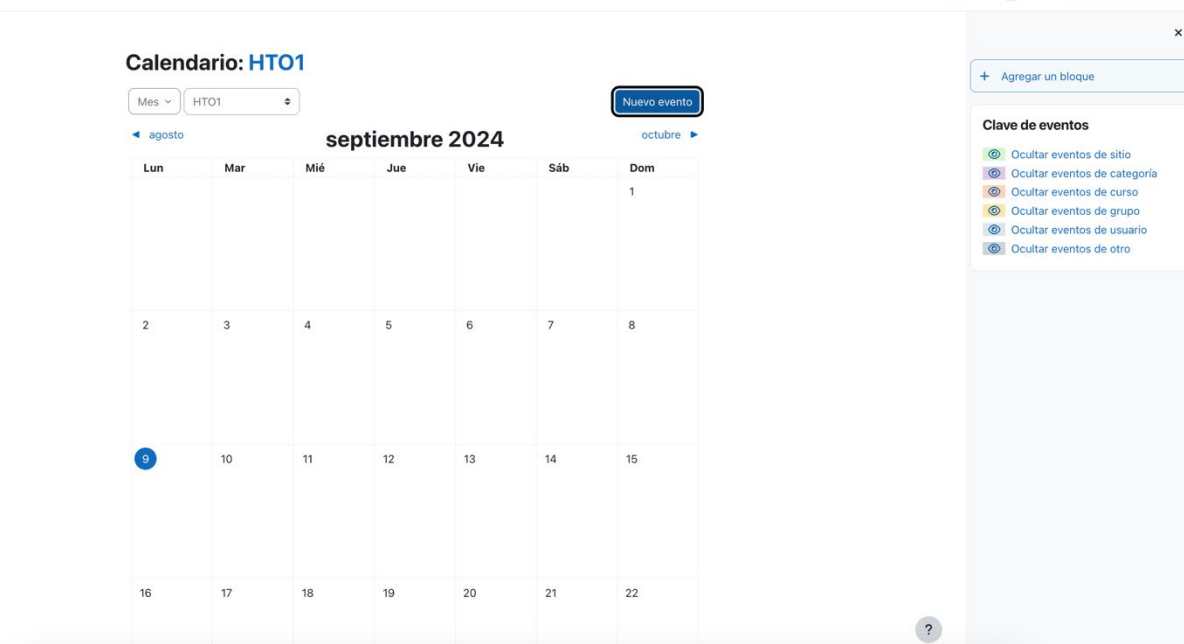 Calendario: HTO1
Mes HTO1 Nuevo evento
agosto septiembre 2024 octubre
Lun Mar Mié Jue Vie Sáb Dom
1
2 3 4 5 6 7 8
9 10 11 12 13 14 15
16 17 18 19 20 21 22
×
+ Agregar un bloque
Clave de eventos
Ocultar eventos de sitio
Ocultar eventos de categoría
Ocultar eventos de curso
Ocultar eventos de grupo
Ocultar eventos de usuario
Ocultar eventos de otro
?